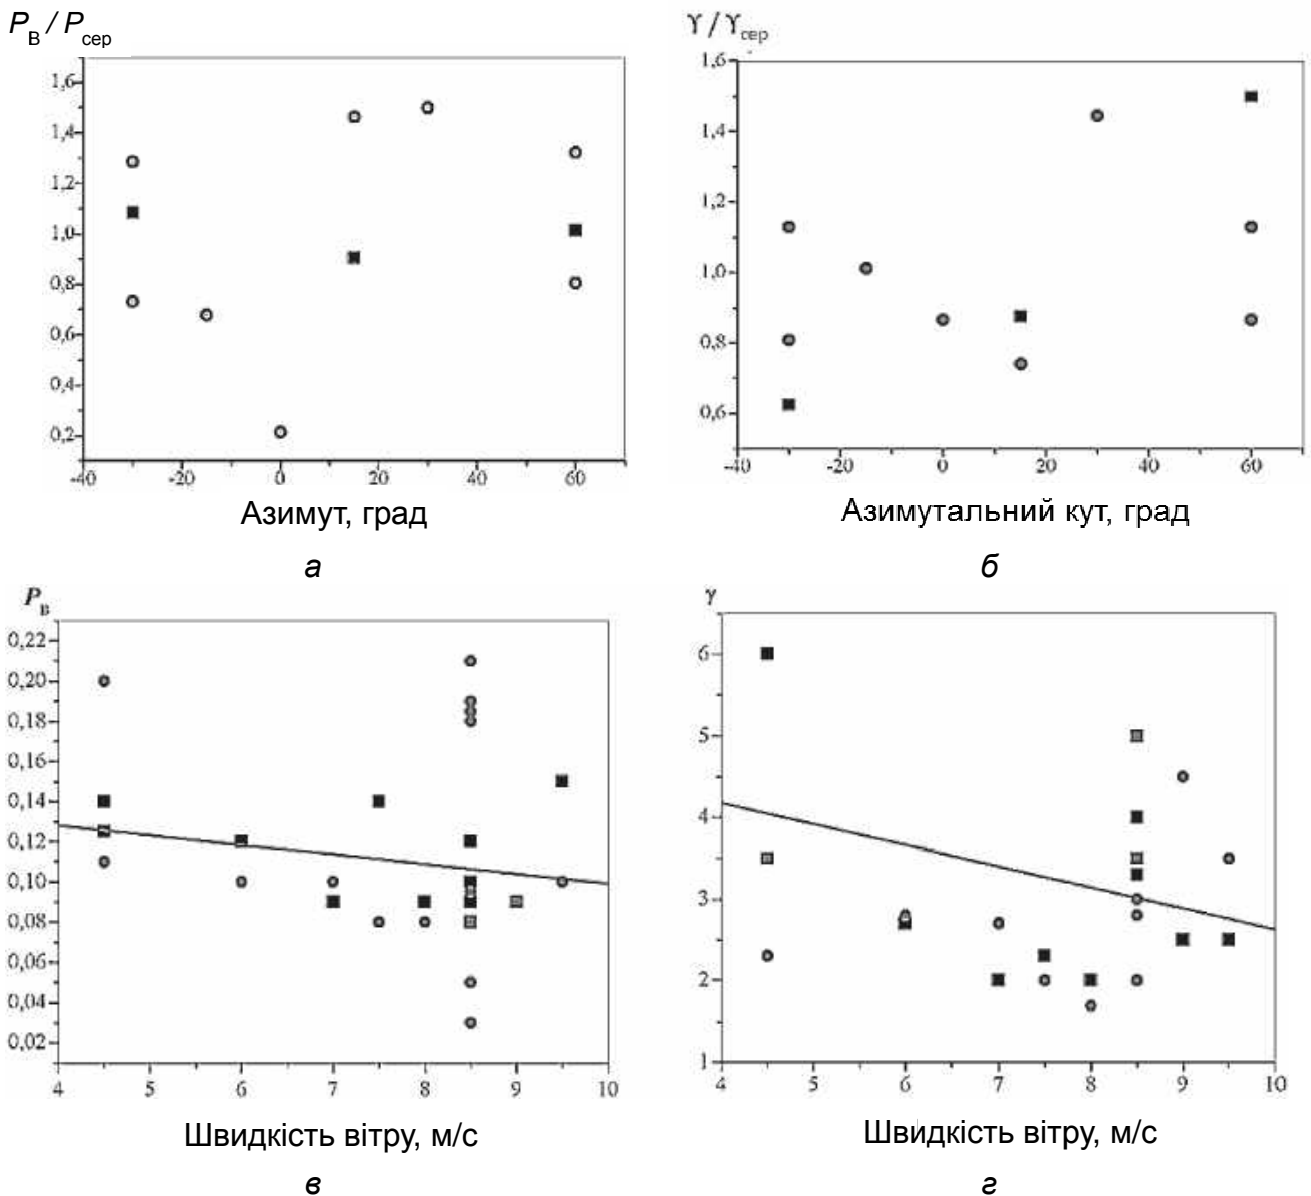 P_В / P_сер
1,6
1,4
1,2
1,0
0,8
0,6
0,4
0,2
-40 -20 0 20 40 60
Азимут, град
а
ϒ / ϒ_сер
1,6
1,4
1,2
1,0
0,8
0,6
-40 -20 0 20 40 60
Азимутальний кут, град
б
P_В
0,22
0,20
0,18
0,16
0,14
0,12
0,10
0,08
0,06
0,04
0,02
4 5 6 7 8 9 10
Швидкість вітру, м/с
в
γ
6
5
4
3
2
1
4 5 6 7 8 9 10
Швидкість вітру, м/с
г